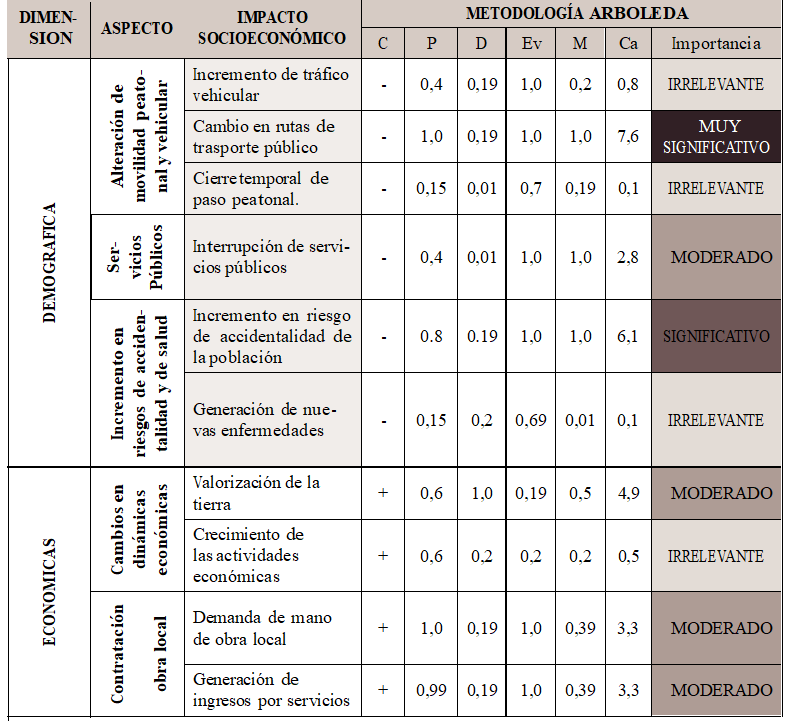 DIMEN-
SION
ASPECTO
IMPACTO
SOCIOECONÓMICO
METODOLOGÍA ARBOLEDA
C P D Ev M Ca Importancia
DEMOGRAFICA
Alteración de
movilidad peato-
nal y vehicular
Incremento de tráfico
vehicular
- 0,4 0,19 1,0 0,2 0,8 IRRELEVANTE
Cambio en rutas de
trasporte público
- 1,0 0,19 1,0 1,0 7,6 MUY
SIGNIFICATIVO
Cierre temporal de
paso peatonal.
- 0,15 0,01 0,7 0,19 0,1 IRRELEVANTE
Ser-
vicios
Públicos
Interrupción de servi-
cios públicos
- 0,4 0,01 1,0 1,0 2,8 MODERADO
Incremento en
riesgos de acciden-
talidad y de salud
Incremento en riesgo
de accidentalidad de
la población
- 0.8 0.19 1,0 1,0 6,1 SIGNIFICATIVO
Generación de nue-
vas enfermedades
- 0,15 0,2 0,69 0,01 0,1 IRRELEVANTE
ECONOMICAS
Cambios en
dinámicas
económicas
Valorización de la
tierra
+ 0,6 1,0 0,19 0,5 4,9 MODERADO
Crecimiento de
las actividades
económicas
+ 0,6 0,2 0,2 0,2 0,5 IRRELEVANTE
Contratación
obra local
Demanda de mano
de obra local
+ 1,0 0,19 1,0 0,39 3,3 MODERADO
Generación de
ingresos por servicios
+ 0,99 0,19 1,0 0,39 3,3 MODERADO